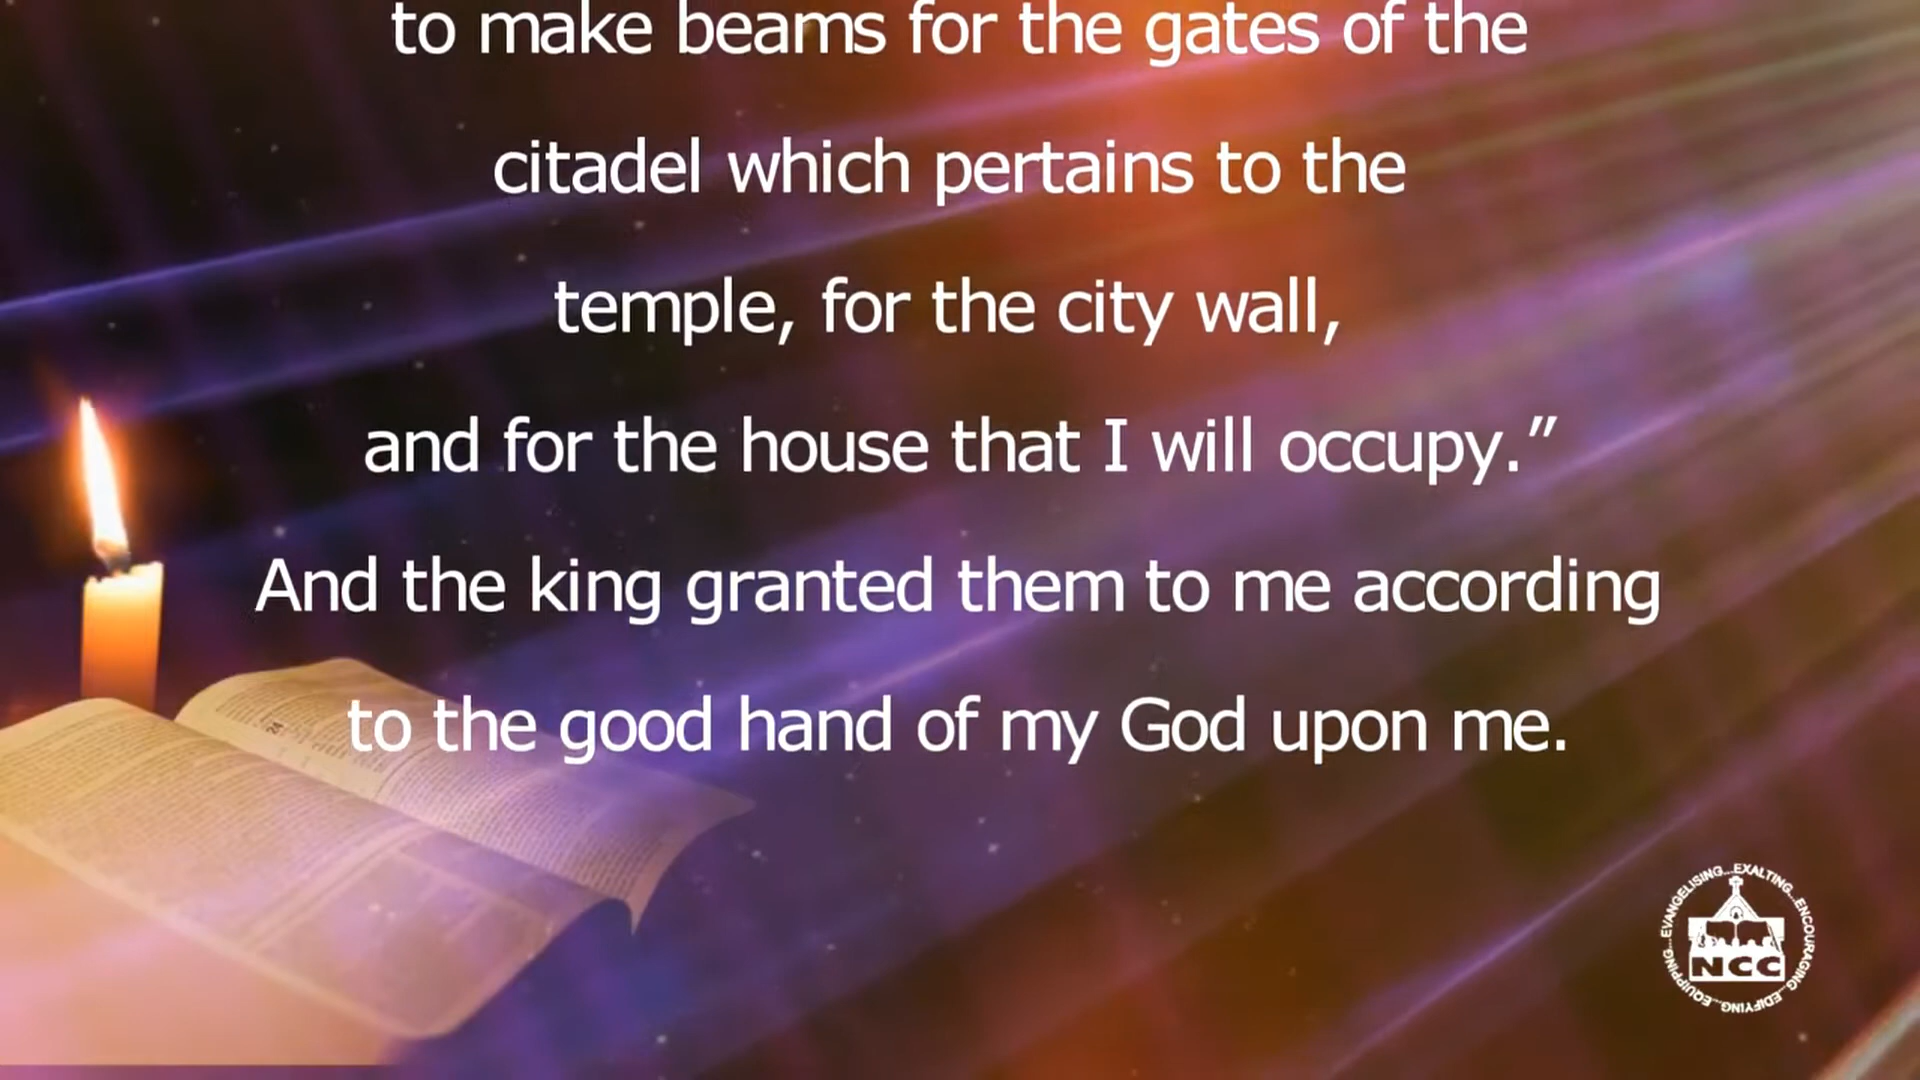 to make beams for the gates of the
citadel which pertains to the
temple, for the city wall,
and for the house that I will occupy.”
And the king granted them to me according
to the good hand of my God upon me.
EVANGELISING...EXALTING...ENCOURAGING...EDIFYING...EQUIPPING...
NCC